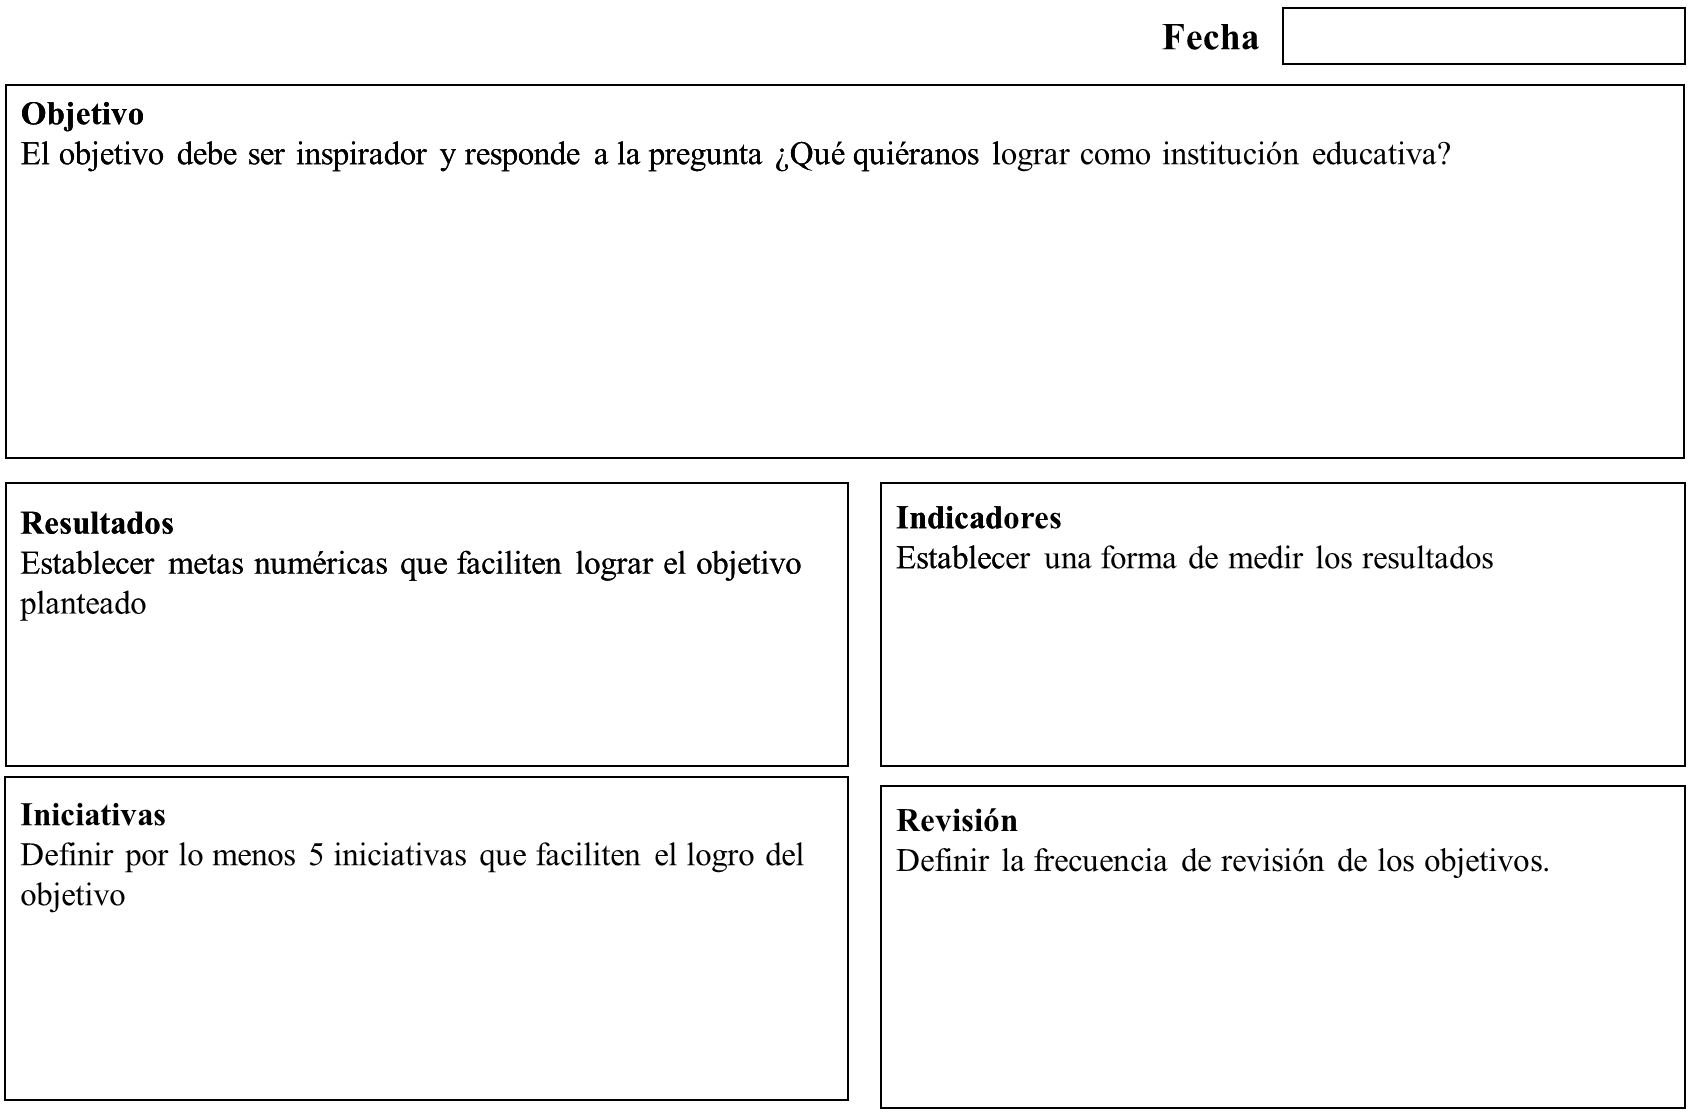 Fecha
Objetivo
El objetivo debe ser inspirador y responde a la pregunta ¿Qué quiéranos lograr como institución educativa?
Resultados
Establecer metas numéricas que faciliten lograr el objetivo
planteado
Indicadores
Establecer una forma de medir los resultados
Iniciativas
Definir por lo menos 5 iniciativas que faciliten el logro del
objetivo
Revisión
Definir la frecuencia de revisión de los objetivos.